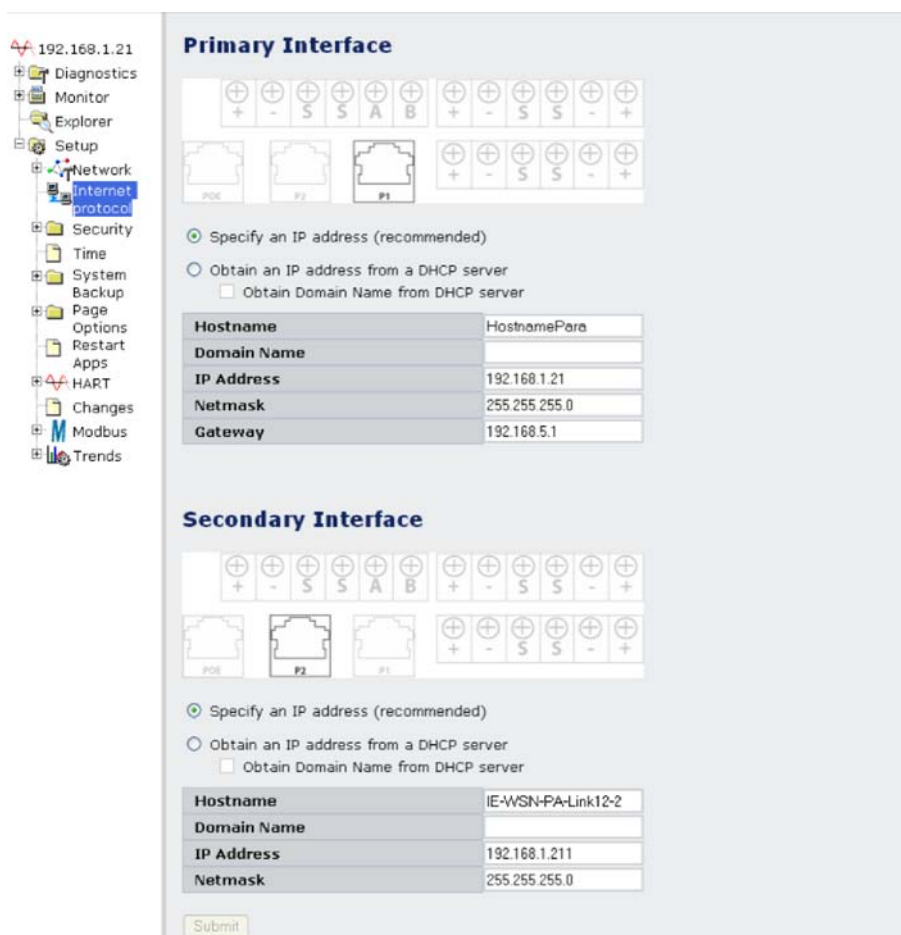 192.168.1.21
Diagnostics
Monitor
Explorer
Setup
Network
Internet
protocol
Security
Time
System
Backup
Page
Options
Restart
Apps
HART
Changes
Modbus
Trends
Primary Interface
+ - S S A B + - S S - +
POE P2 P1 + - S S - +
Specify an IP address (recommended)
Obtain an IP address from a DHCP server
Obtain Domain Name from DHCP server
Hostname HostnamePara
Domain Name
IP Address 192.168.1.21
Netmask 255.255.255.0
Gateway 192.168.5.1
Secondary Interface
+ - S S A B + - S S - +
POE P2 P1 + - S S - +
Specify an IP address (recommended)
Obtain an IP address from a DHCP server
Obtain Domain Name from DHCP server
Hostname IE-WSN-PA-Link12-2
Domain Name
IP Address 192.168.1.211
Netmask 255.255.255.0
Submit